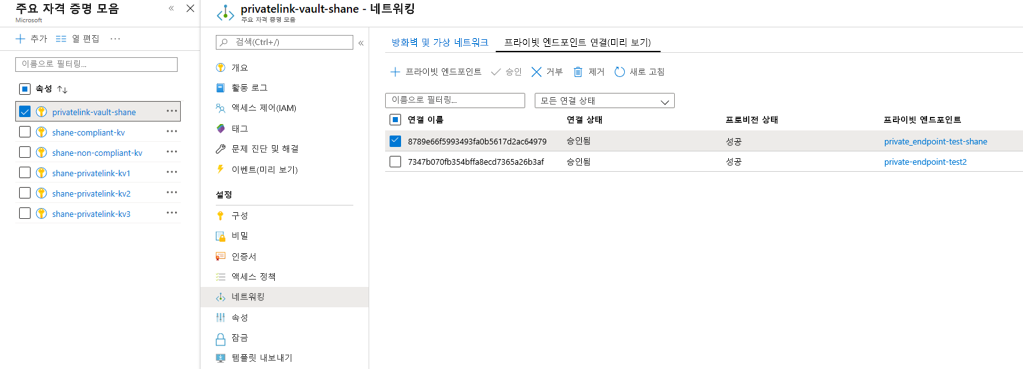 주요 자격 증명 모음
Microsoft
추가 열 편집 ...
이름으로 필터링...
속성
privatelink-vault-shane ...
shane-compliant-kv ...
shane-non-compliant-kv ...
shane-privatelink-kv1 ...
shane-privatelink-kv2 ...
shane-privatelink-kv3 ...
privatelink-vault-shane - 네트워킹
주요 자격 증명 모음
검색(Ctrl+/)
개요
활동 로그
액세스 제어(IAM)
태그
문제 진단 및 해결
이벤트(미리 보기)
설정
구성
비밀
인증서
액세스 정책
네트워킹
속성
잠금
템플릿 내보내기
방화벽 및 가상 네트워크 프라이빗 엔드포인트 연결(미리 보기)
프라이빗 엔드포인트 승인 거부 제거 새로 고침
이름으로 필터링... 모든 연결 상태
연결 이름 연결 상태 프로비전 상태 프라이빗 엔드포인트
8789e66f5993493fa0b5617d2ac64979 승인됨 성공 private_endpoint-test-shane
7347b070fb354bffa8ecd7365a26b3af 승인됨 성공 private-endpoint-test2